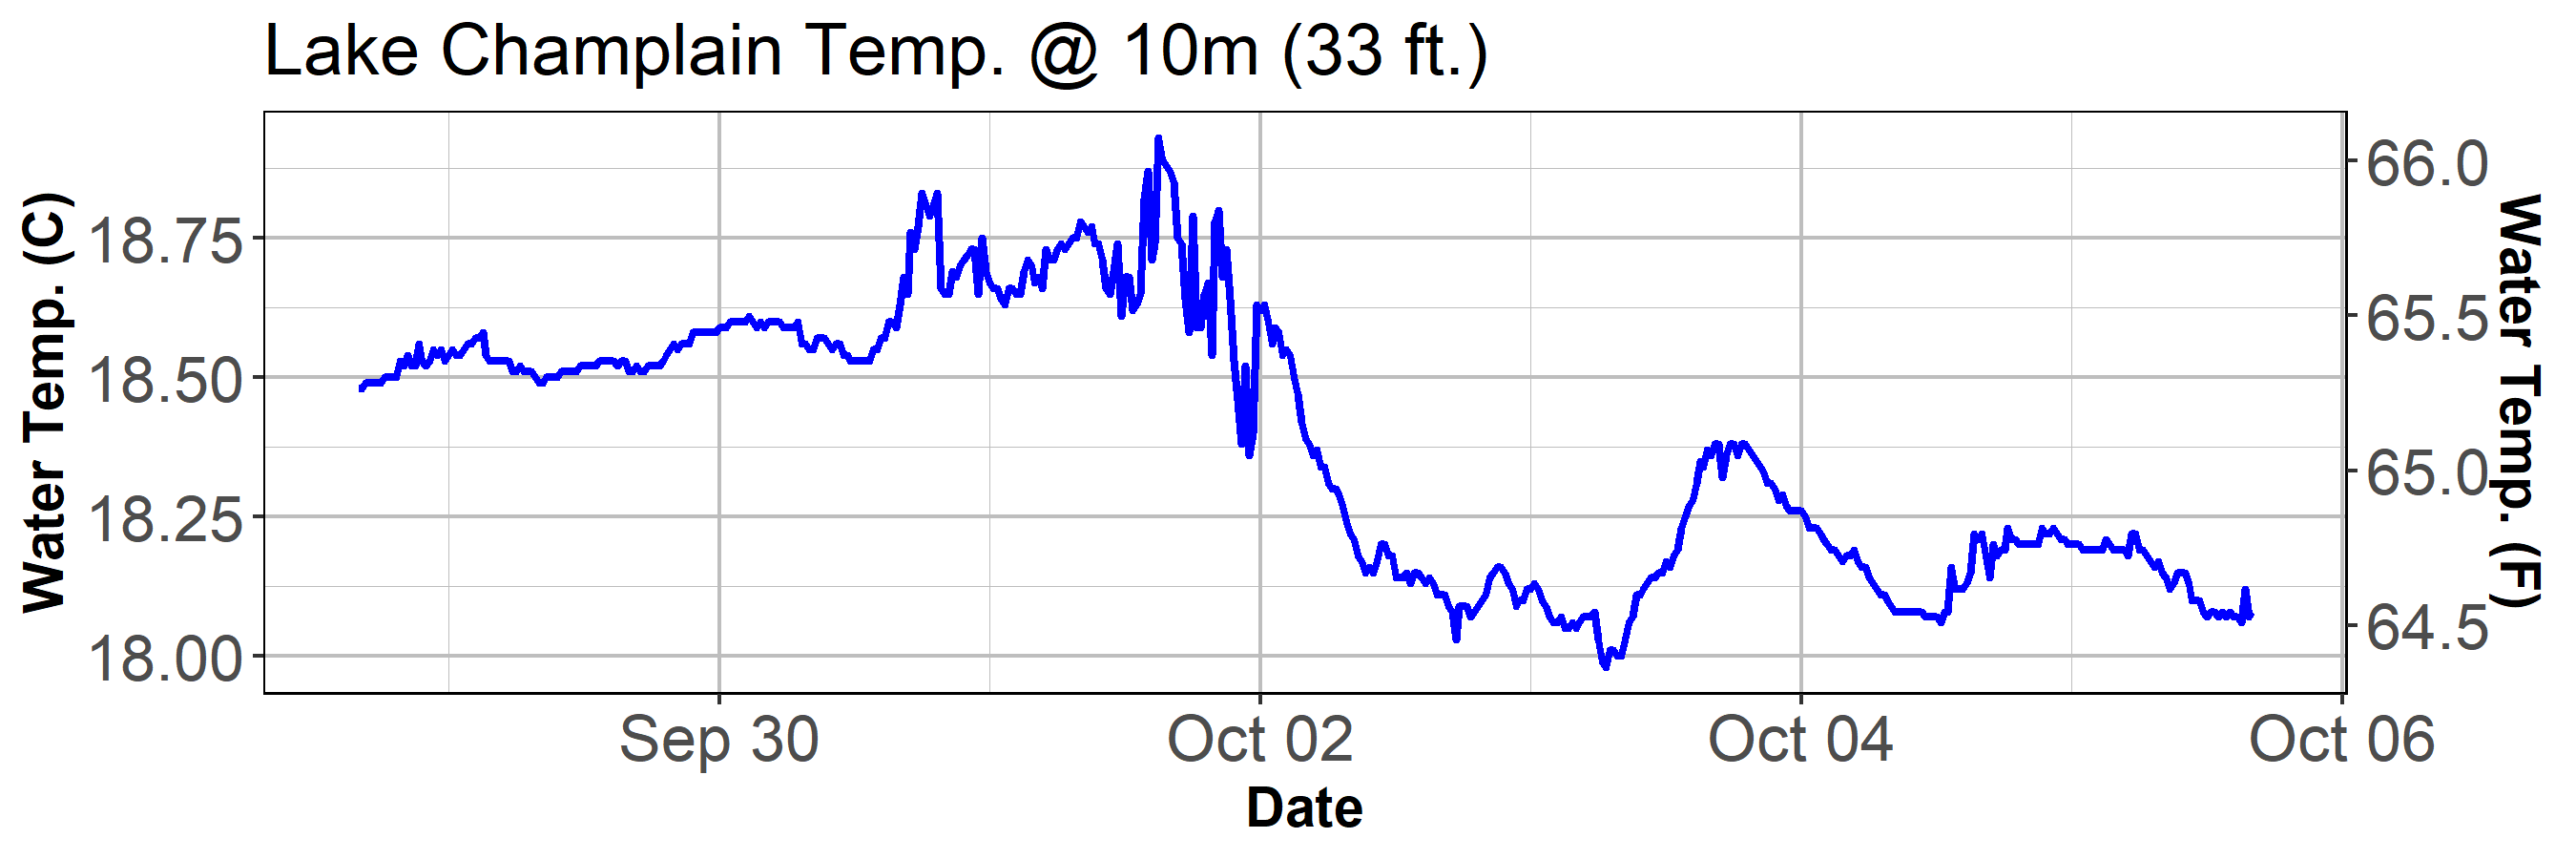 Lake Champlain Temp. @ 10m (33 ft.)
Water Temp. (C)
18.75
18.50
18.25
18.00
66.0
65.5
65.0
64.5
Water Temp. (F)
Sep 30
Oct 02
Oct 04
Oct 06
Date